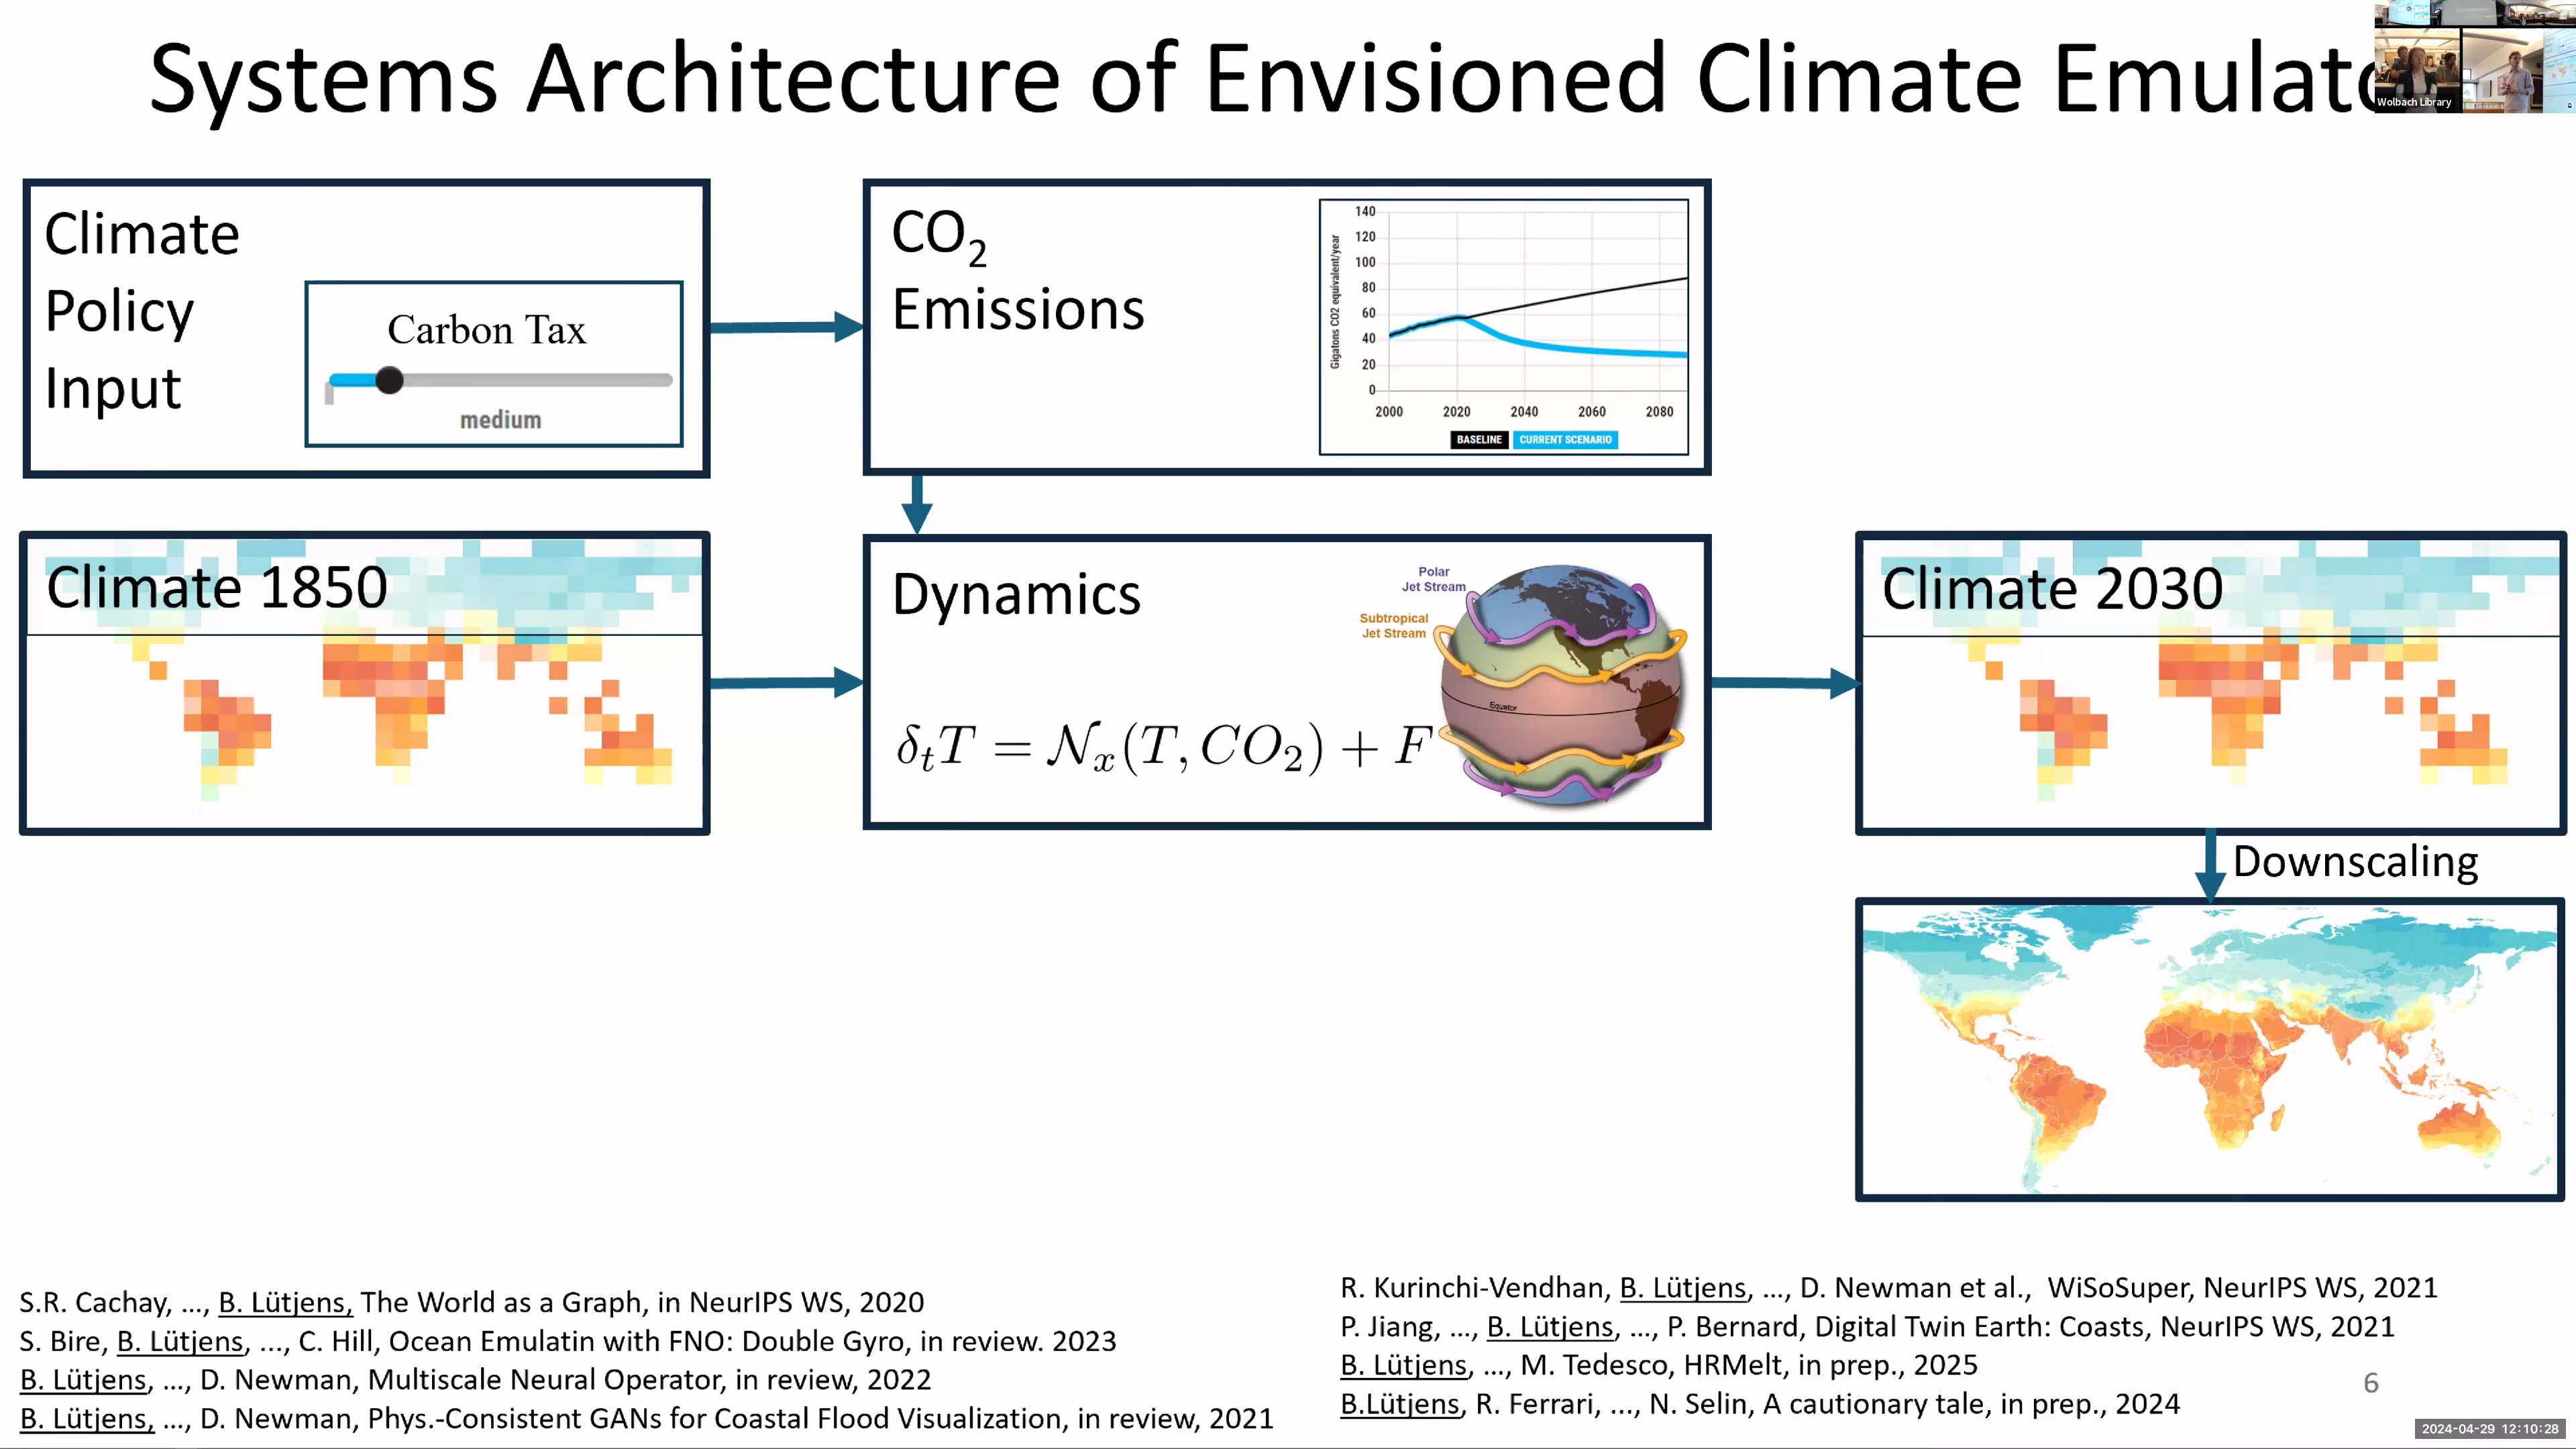 Systems Architecture of Envisioned Climate Emulato
Wolbach Library
Climate
Policy
Input
Carbon Tax
medium
CO₂
Emissions
Gigatons CO2 equivalent/year
140
120
100
80
60
40
20
0
2000 2020 2040 2060 2080
BASELINE CURRENT SCENARIO
Climate 1850
Dynamics
Polar
Jet Stream
Subtropical
Jet Stream
Equator
δₜT = 𝒩ₓ(T, CO₂) + F
Climate 2030
Downscaling
S.R. Cachay, ..., B. Lütjens, The World as a Graph, in NeurIPS WS, 2020
S. Bire, B. Lütjens, ..., C. Hill, Ocean Emulatin with FNO: Double Gyro, in review. 2023
B. Lütjens, ..., D. Newman, Multiscale Neural Operator, in review, 2022
B. Lütjens, ..., D. Newman, Phys.-Consistent GANs for Coastal Flood Visualization, in review, 2021
R. Kurinchi-Vendhan, B. Lütjens, ..., D. Newman et al., WiSoSuper, NeurIPS WS, 2021
P. Jiang, ..., B. Lütjens, ..., P. Bernard, Digital Twin Earth: Coasts, NeurIPS WS, 2021
B. Lütjens, ..., M. Tedesco, HRMelt, in prep., 2025
B.Lütjens, R. Ferrari, ..., N. Selin, A cautionary tale, in prep., 2024
6
2024-04-29 12:10:28